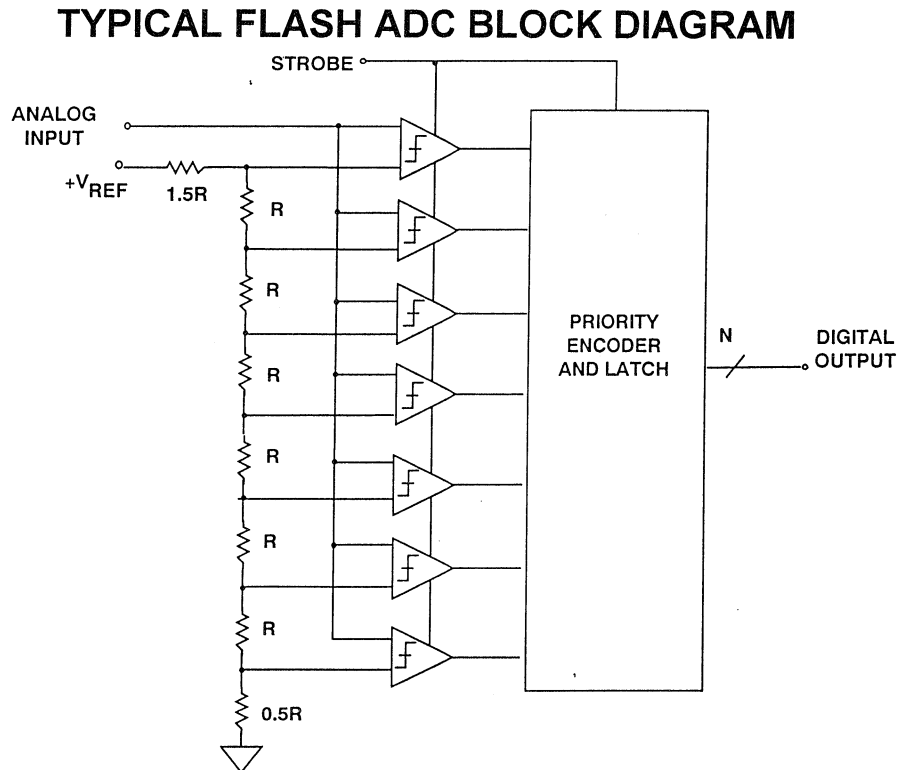 TYPICAL FLASH ADC BLOCK DIAGRAM
STROBE
ANALOG
INPUT
+VREF
1.5R
R
R
R
R
R
R
0.5R
PRIORITY
ENCODER
AND LATCH
N
DIGITAL
OUTPUT